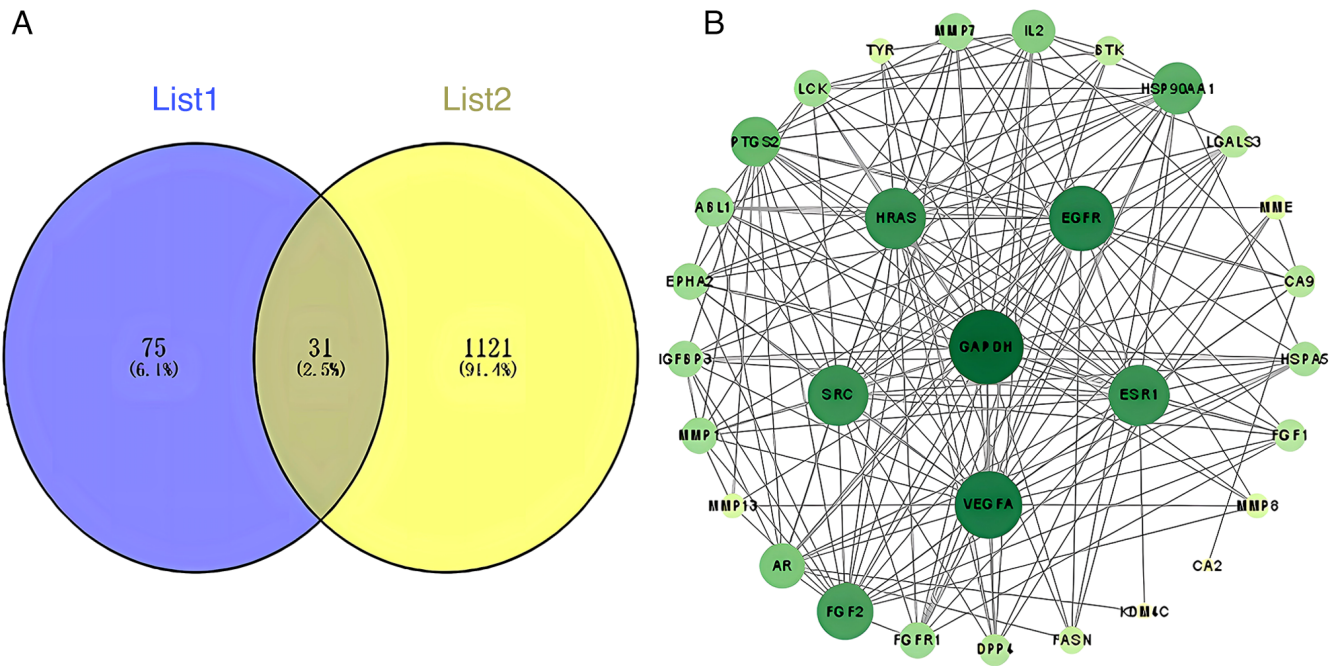 A
B
List1
List2
75
(6.1%)
31
(2.5%)
1121
(91.4%)
TYR
MMP7
IL2
BTK
LCK
HSP90AA1
PTGS2
LGALS3
ABL1
HRAS
EGFR
MME
EPHA2
CA9
IGFBP3
GAPDH
HSPA5
SRC
ESR1
MMP1
FGF1
MMP13
VEGFA
MMP8
AR
CA2
FGF2
KDM4C
FGFR1
DPP4
FASN